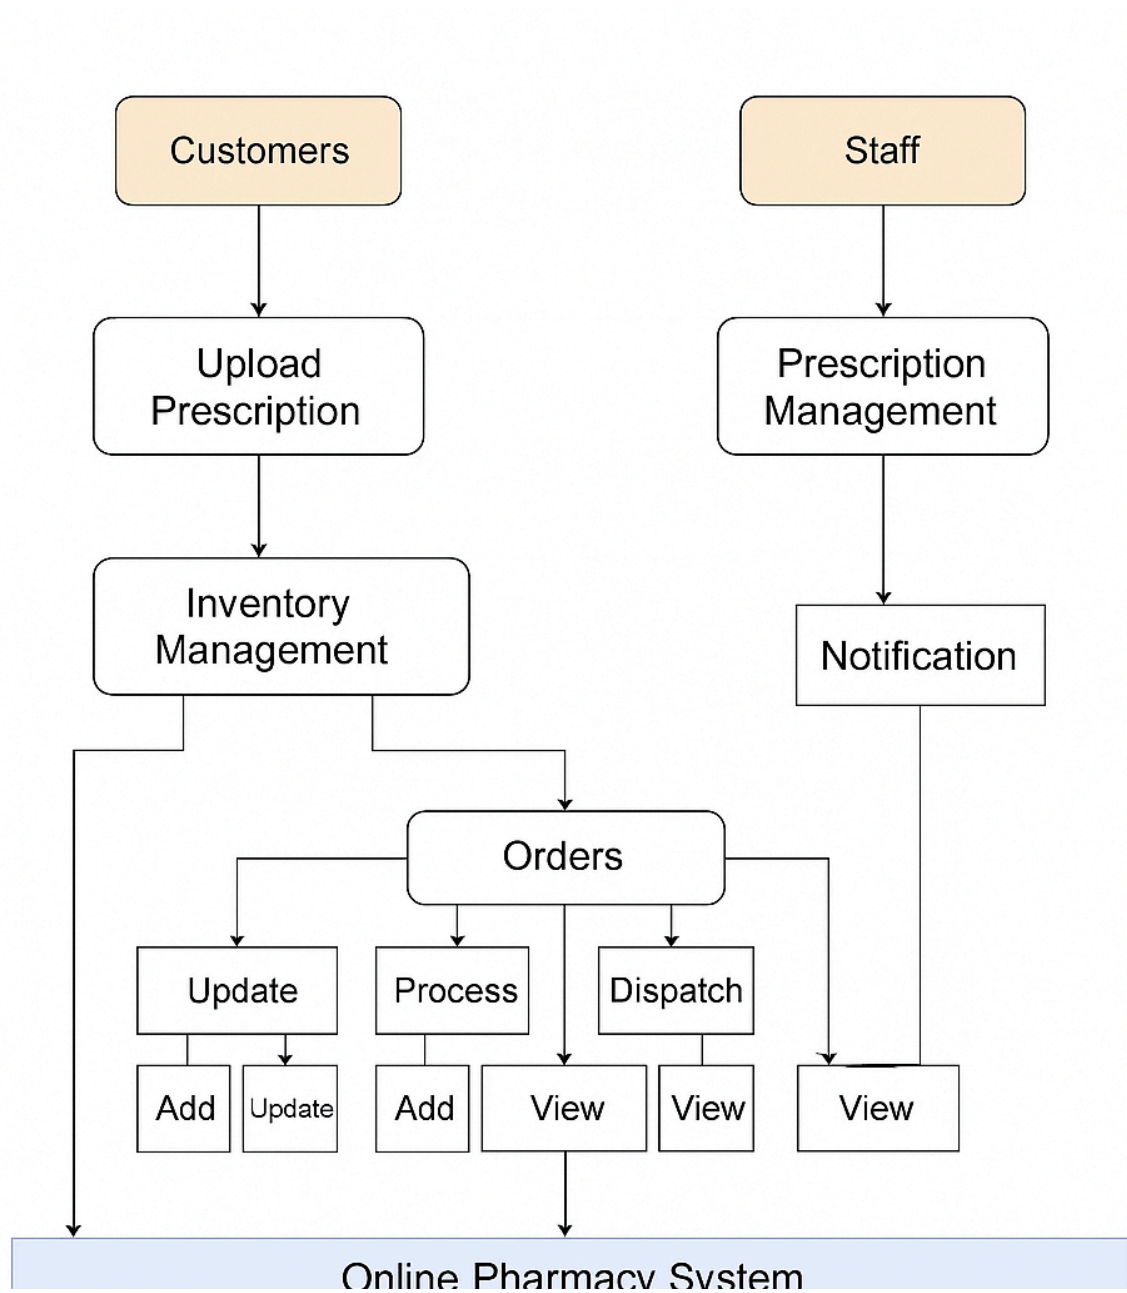 Customers
Staff
Upload
Prescription
Prescription
Management
Inventory
Management
Notification
Orders
Update
Process
Dispatch
Add
Update
Add
View
View
View
Online Pharmacy System